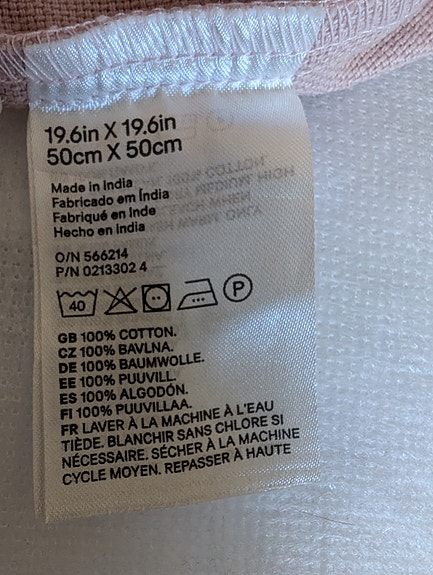 19.6in X 19.6in
50cm X 50cm
Made in India
Fabricado em Índia
Fabriqué en Inde
Hecho en India
O/N 566214
P/N 0213302 4
40 P
GB 100% COTTON.
CZ 100% BAVLNA.
DE 100% BAUMWOLLE.
EE 100% PUUVILL.
ES 100% ALGODÓN.
FI 100% PUUVILLAA.
FR LAVER À LA MACHINE À L'EAU
TIÈDE. BLANCHIR SANS CHLORE SI
NÉCESSAIRE. SÉCHER À LA MACHINE
CYCLE MOYEN. REPASSER À HAUTE